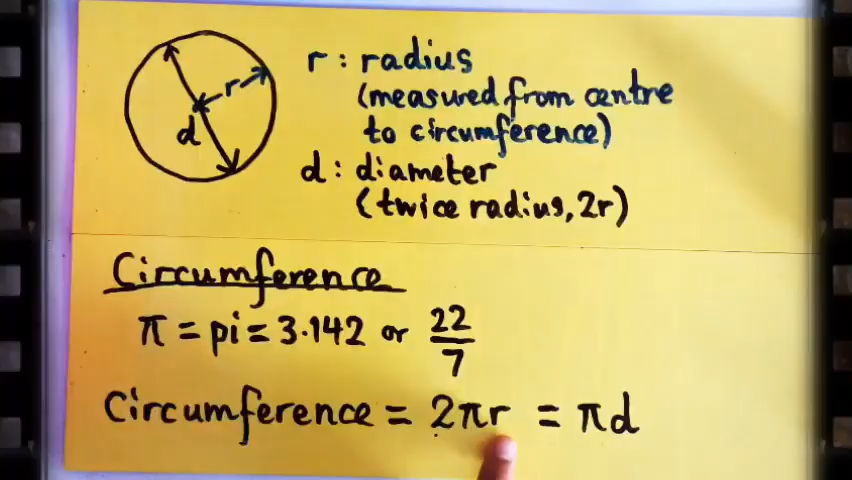 r
d
r : radius
(measured from centre
to circumference)
d : diameter
(twice radius, 2r)
Circumference
π = pi = 3.142 or 22/7
Circumference = 2πr = πd